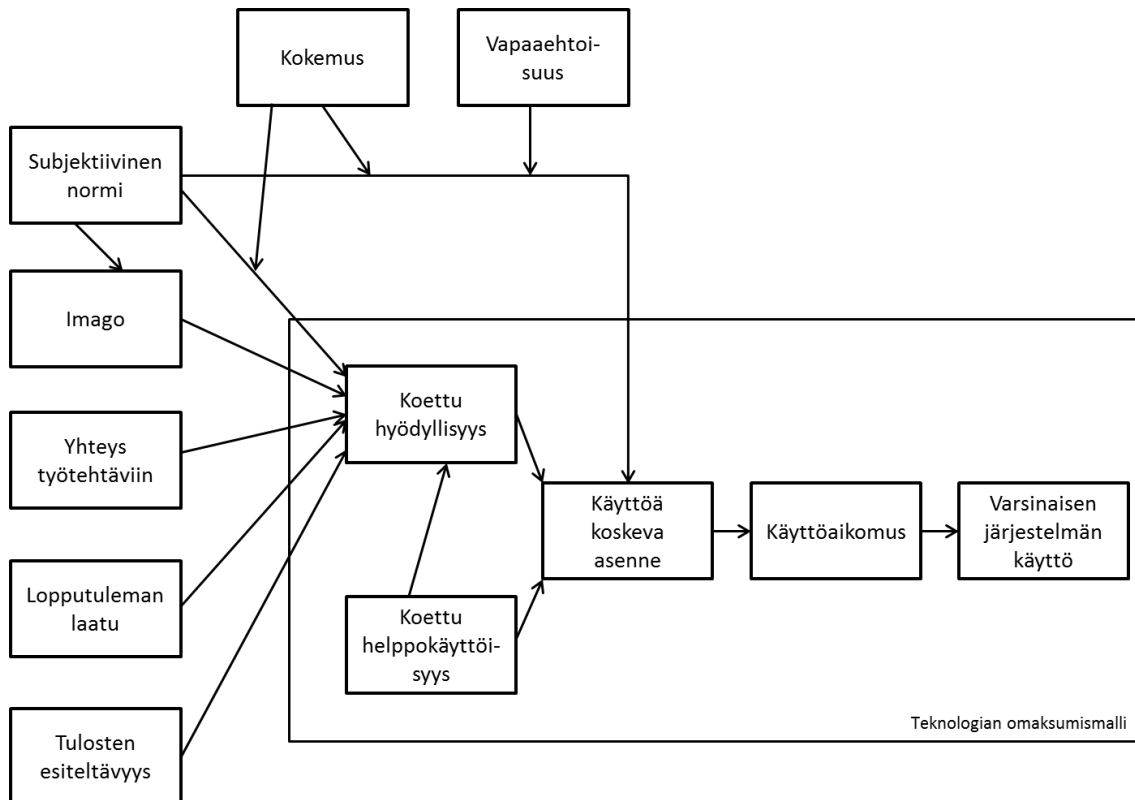 Kokemus
Vapaaehtoi-
suus
Subjektiivinen
normi
Imago
Koettu
hyödyllisyys
Yhteys
työtehtäviin
Käyttöä
koskeva
asenne
Käyttöaikomus
Varsinaisen
järjestelmän
käyttö
Lopputuleman
laatu
Koettu
helppokäyttöi-
syys
Teknologian omaksumismalli
Tulosten
esiteltävyys